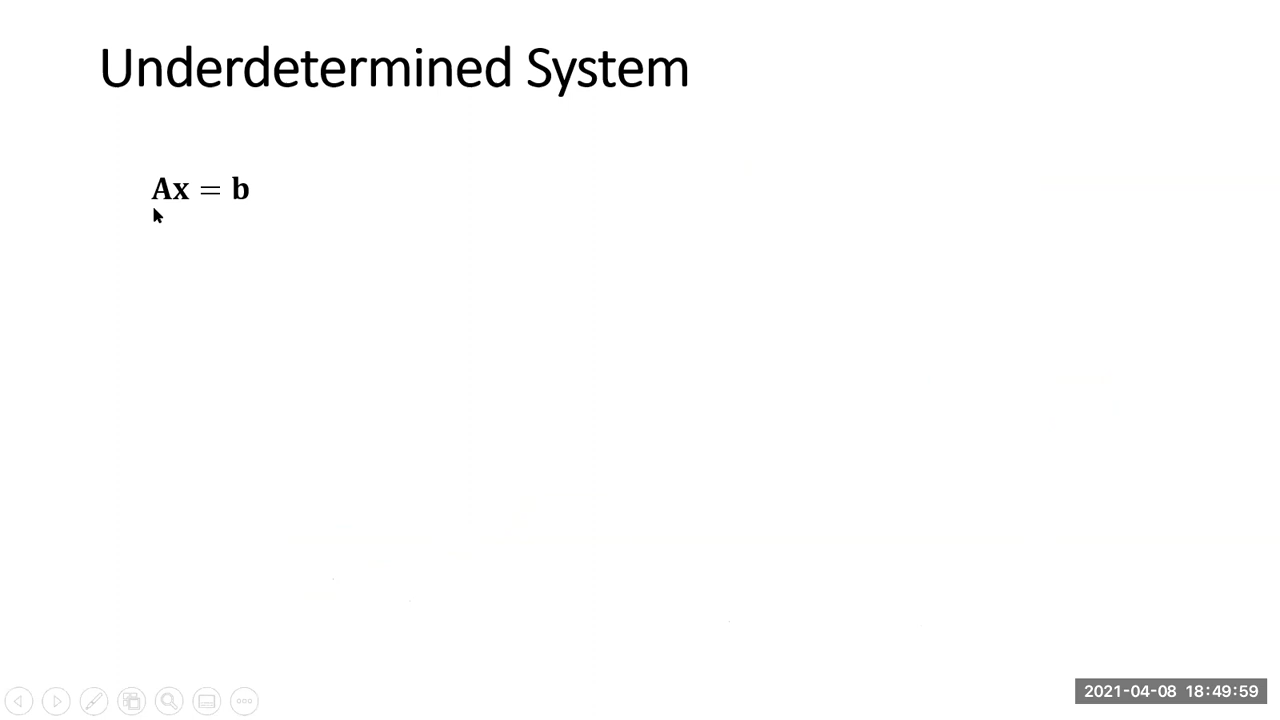 Underdetermined System
Ax = b
2021-04-08 18:49:59